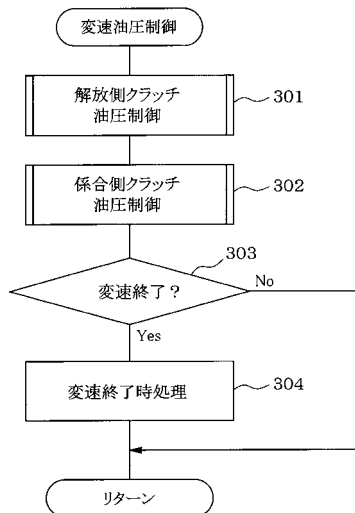 変速油圧制御
解放側クラッチ
油圧制御
301
係合側クラッチ
油圧制御
302
303
変速終了？
No
Yes
変速終了時処理
304
リターン